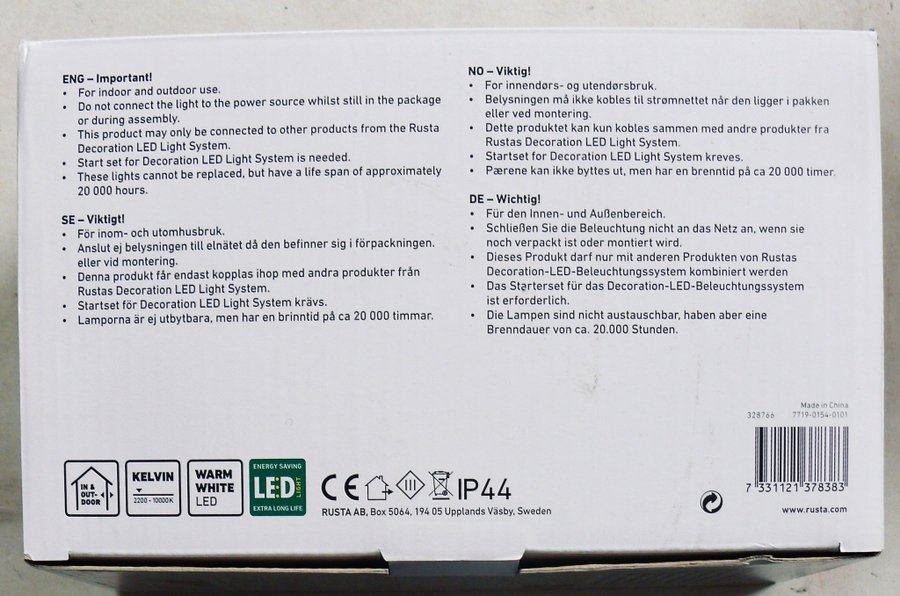 ENG – Important!
• For indoor and outdoor use.
• Do not connect the light to the power source whilst still in the package
or during assembly.
• This product may only be connected to other products from the Rusta
Decoration LED Light System.
• Start set for Decoration LED Light System is needed.
• These lights cannot be replaced, but have a life span of approximately
20 000 hours.
SE – Viktigt!
• För inom- och utomhusbruk.
• Anslut ej belysningen till elnätet då den befinner sig i förpackningen.
eller vid montering.
• Denna produkt får endast kopplas ihop med andra produkter från
Rustas Decoration LED Light System.
• Startset för Decoration LED Light System krävs.
• Lamporna är ej utbytbara, men har en brinntid på ca 20 000 timmar.
NO – Viktig!
• For innendørs- og utendørsbruk.
• Belysningen må ikke kobles til strømnettet når den ligger i pakken
eller ved montering.
• Dette produktet kan kun kobles sammen med andre produkter fra
Rustas Decoration LED Light System.
• Startset for Decoration LED Light System kreves.
• Pærene kan ikke byttes ut, men har en brenntid på ca 20 000 timer.
DE – Wichtig!
• Für den Innen- und Außenbereich.
• Schließen Sie die Beleuchtung nicht an das Netz an, wenn sie
noch verpackt ist oder montiert wird.
• Dieses Produkt darf nur mit anderen Produkten von Rustas
Decoration-LED-Beleuchtungssystem kombiniert werden
• Das Starterset für das Decoration-LED-Beleuchtungssystem
ist erforderlich.
• Die Lampen sind nicht austauschbar, haben aber eine
Brenndauer von ca. 20.000 Stunden.
IN &
OUT-
DOOR
KELVIN
2200 - 10000K
WARM
WHITE
LED
ENERGY SAVING
LED
LIGHT
EXTRA LONG LIFE
CE
III
IP44
RUSTA AB, Box 5064, 194 05 Upplands Väsby, Sweden
Made in China
328766 7719-0154-0101
7 331121 378383
www.rusta.com